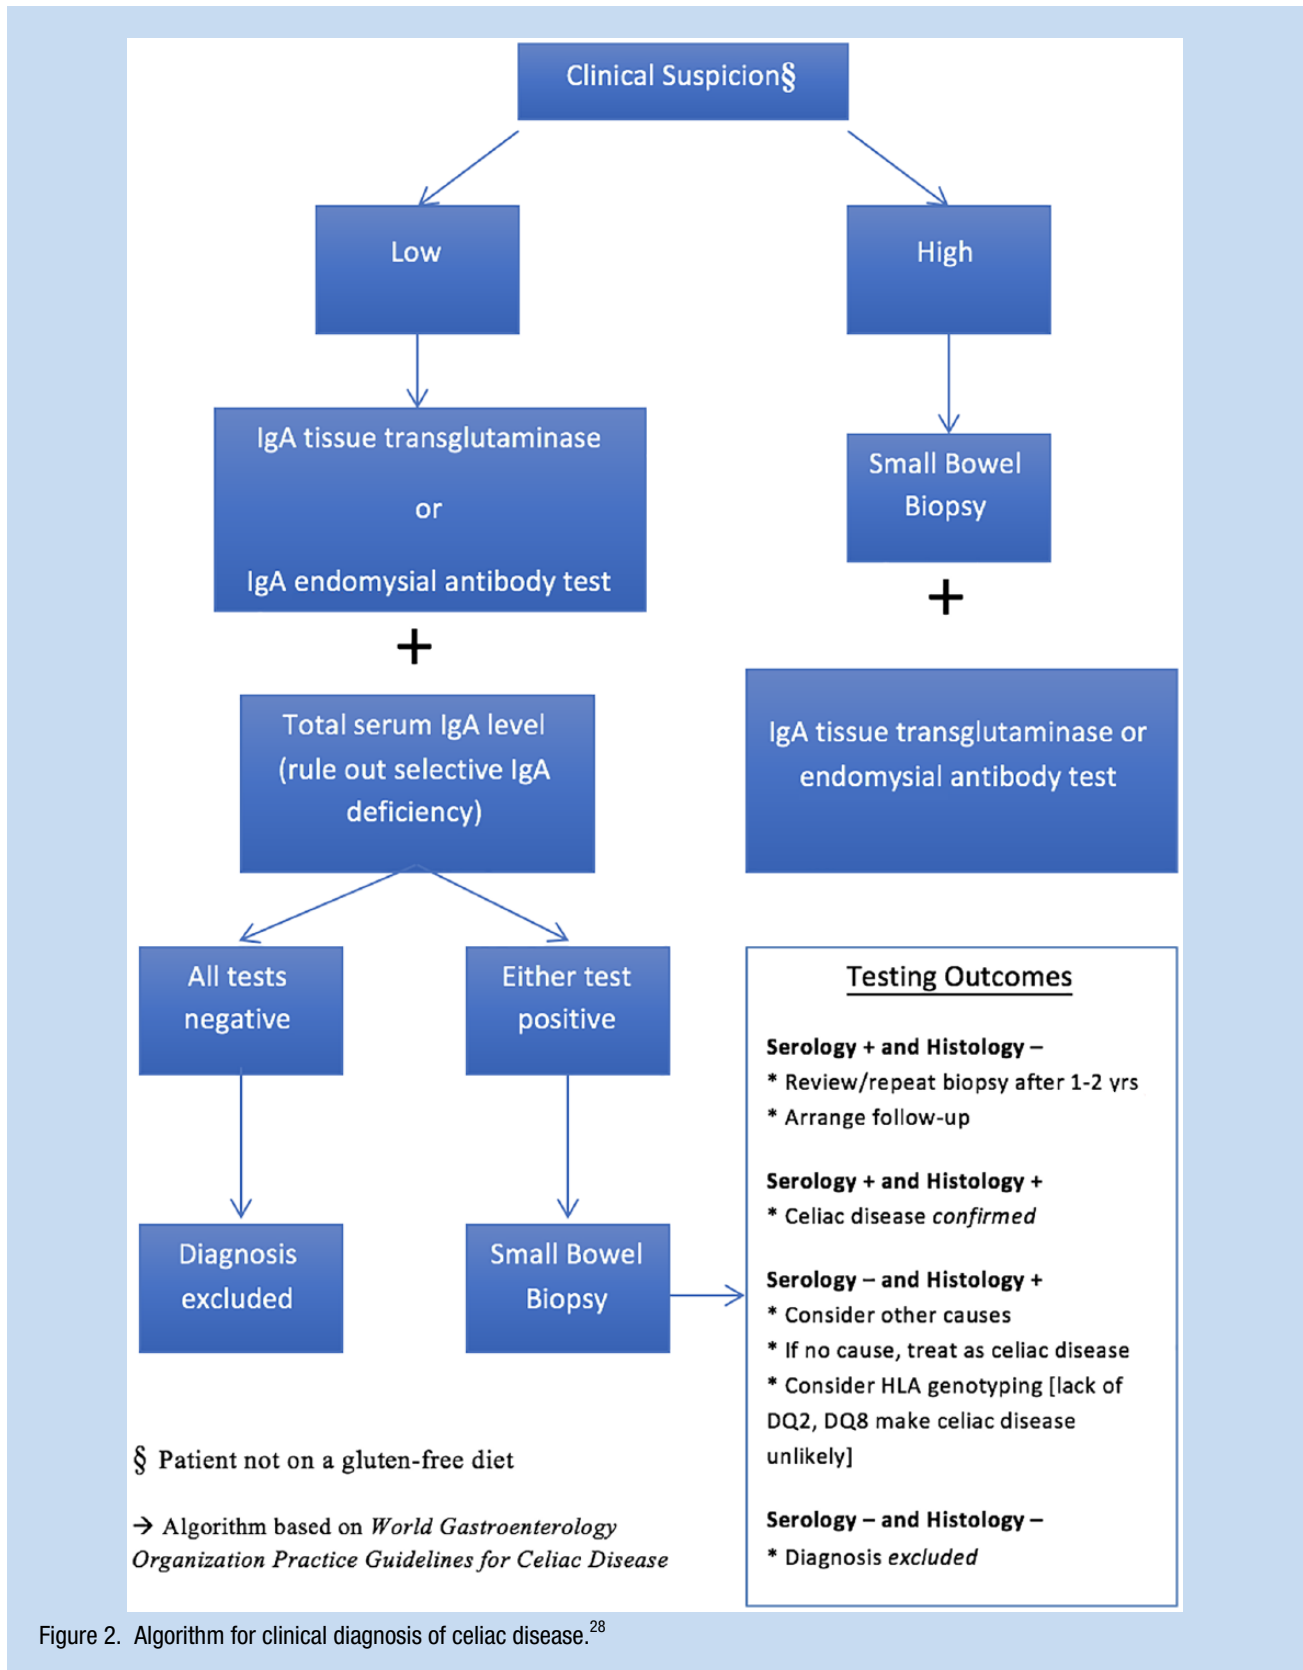 Clinical Suspicion§
Low
High
IgA tissue transglutaminase
or
IgA endomysial antibody test
+
Total serum IgA level
(rule out selective IgA
deficiency)
Small Bowel
Biopsy
+
IgA tissue transglutaminase or
endomysial antibody test
All tests
negative
Either test
positive
Diagnosis
excluded
Small Bowel
Biopsy
Testing Outcomes
Serology + and Histology –
* Review/repeat biopsy after 1-2 yrs
* Arrange follow-up
Serology + and Histology +
* Celiac disease confirmed
Serology – and Histology +
* Consider other causes
* If no cause, treat as celiac disease
* Consider HLA genotyping [lack of
DQ2, DQ8 make celiac disease
unlikely]
Serology – and Histology –
* Diagnosis excluded
§ Patient not on a gluten-free diet
→ Algorithm based on World Gastroenterology
Organization Practice Guidelines for Celiac Disease
Figure 2. Algorithm for clinical diagnosis of celiac disease.28